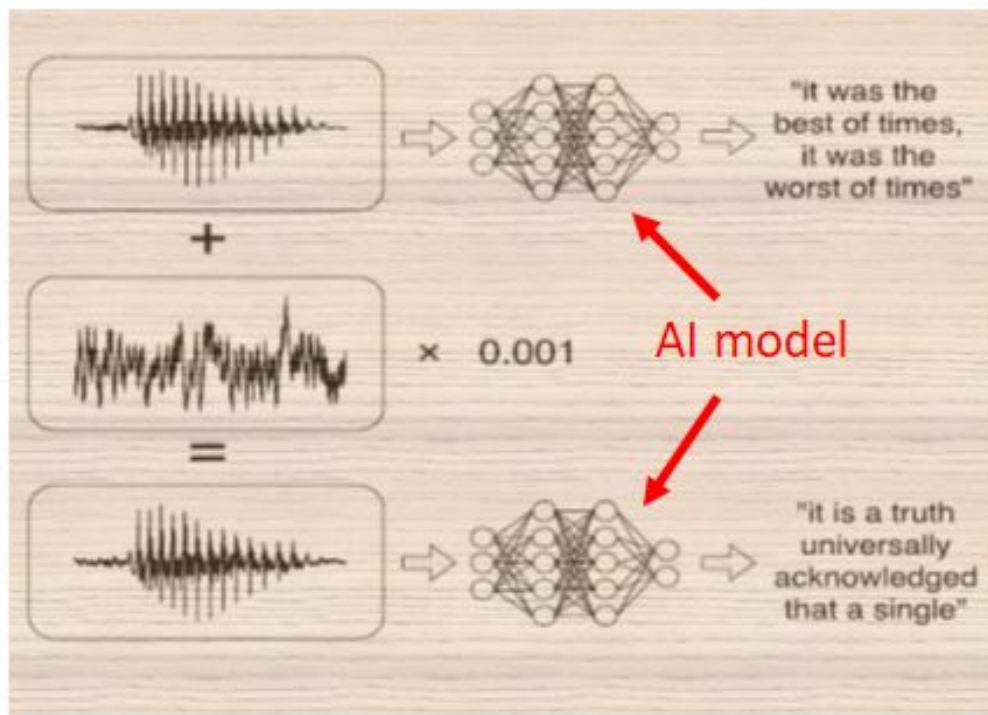 "it was the
best of times,
it was the
worst of times"
+
× 0.001
AI model
=
"it is a truth
universally
acknowledged
that a single"